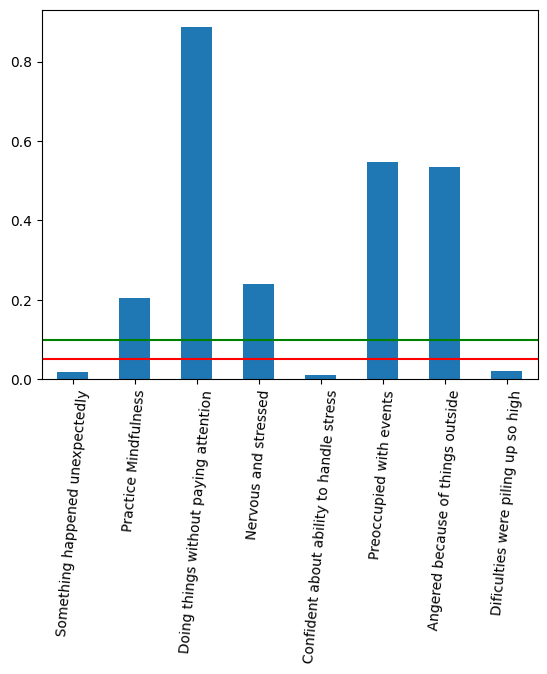 0.8
0.6
0.4
0.2
0.0
Something happened unexpectedly
Practice Mindfulness
Doing things without paying attention
Nervous and stressed
Confident about ability to handle stress
Preoccupied with events
Angered because of things outside
Dificulties were piling up so high